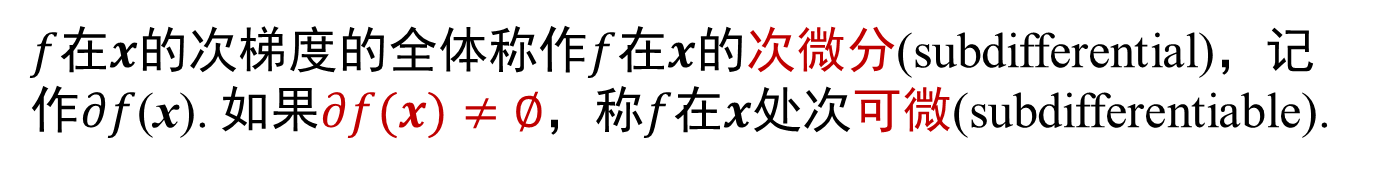 f在x的次梯度的全体称作f在x的次微分(subdifferential)，记
作∂f(x). 如果∂f(x) ≠ ∅，称f在x处次可微(subdifferentiable).